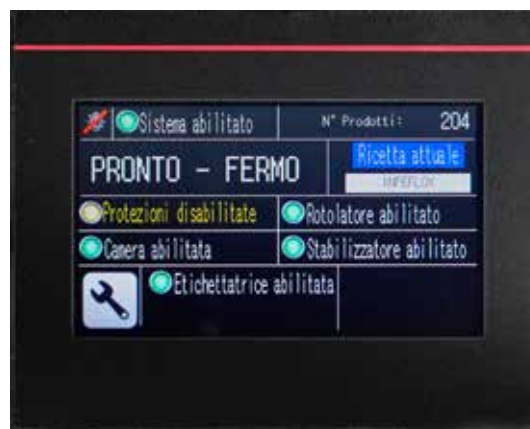 Sistema abilitato
N° Prodotti: 204
PRONTO - FERMO
Ricetta attuale
Protezioni disabilitate
Rotolatore abilitato
Camera abilitata
Stabilizzatore abilitato
Etichettatrice abilitata